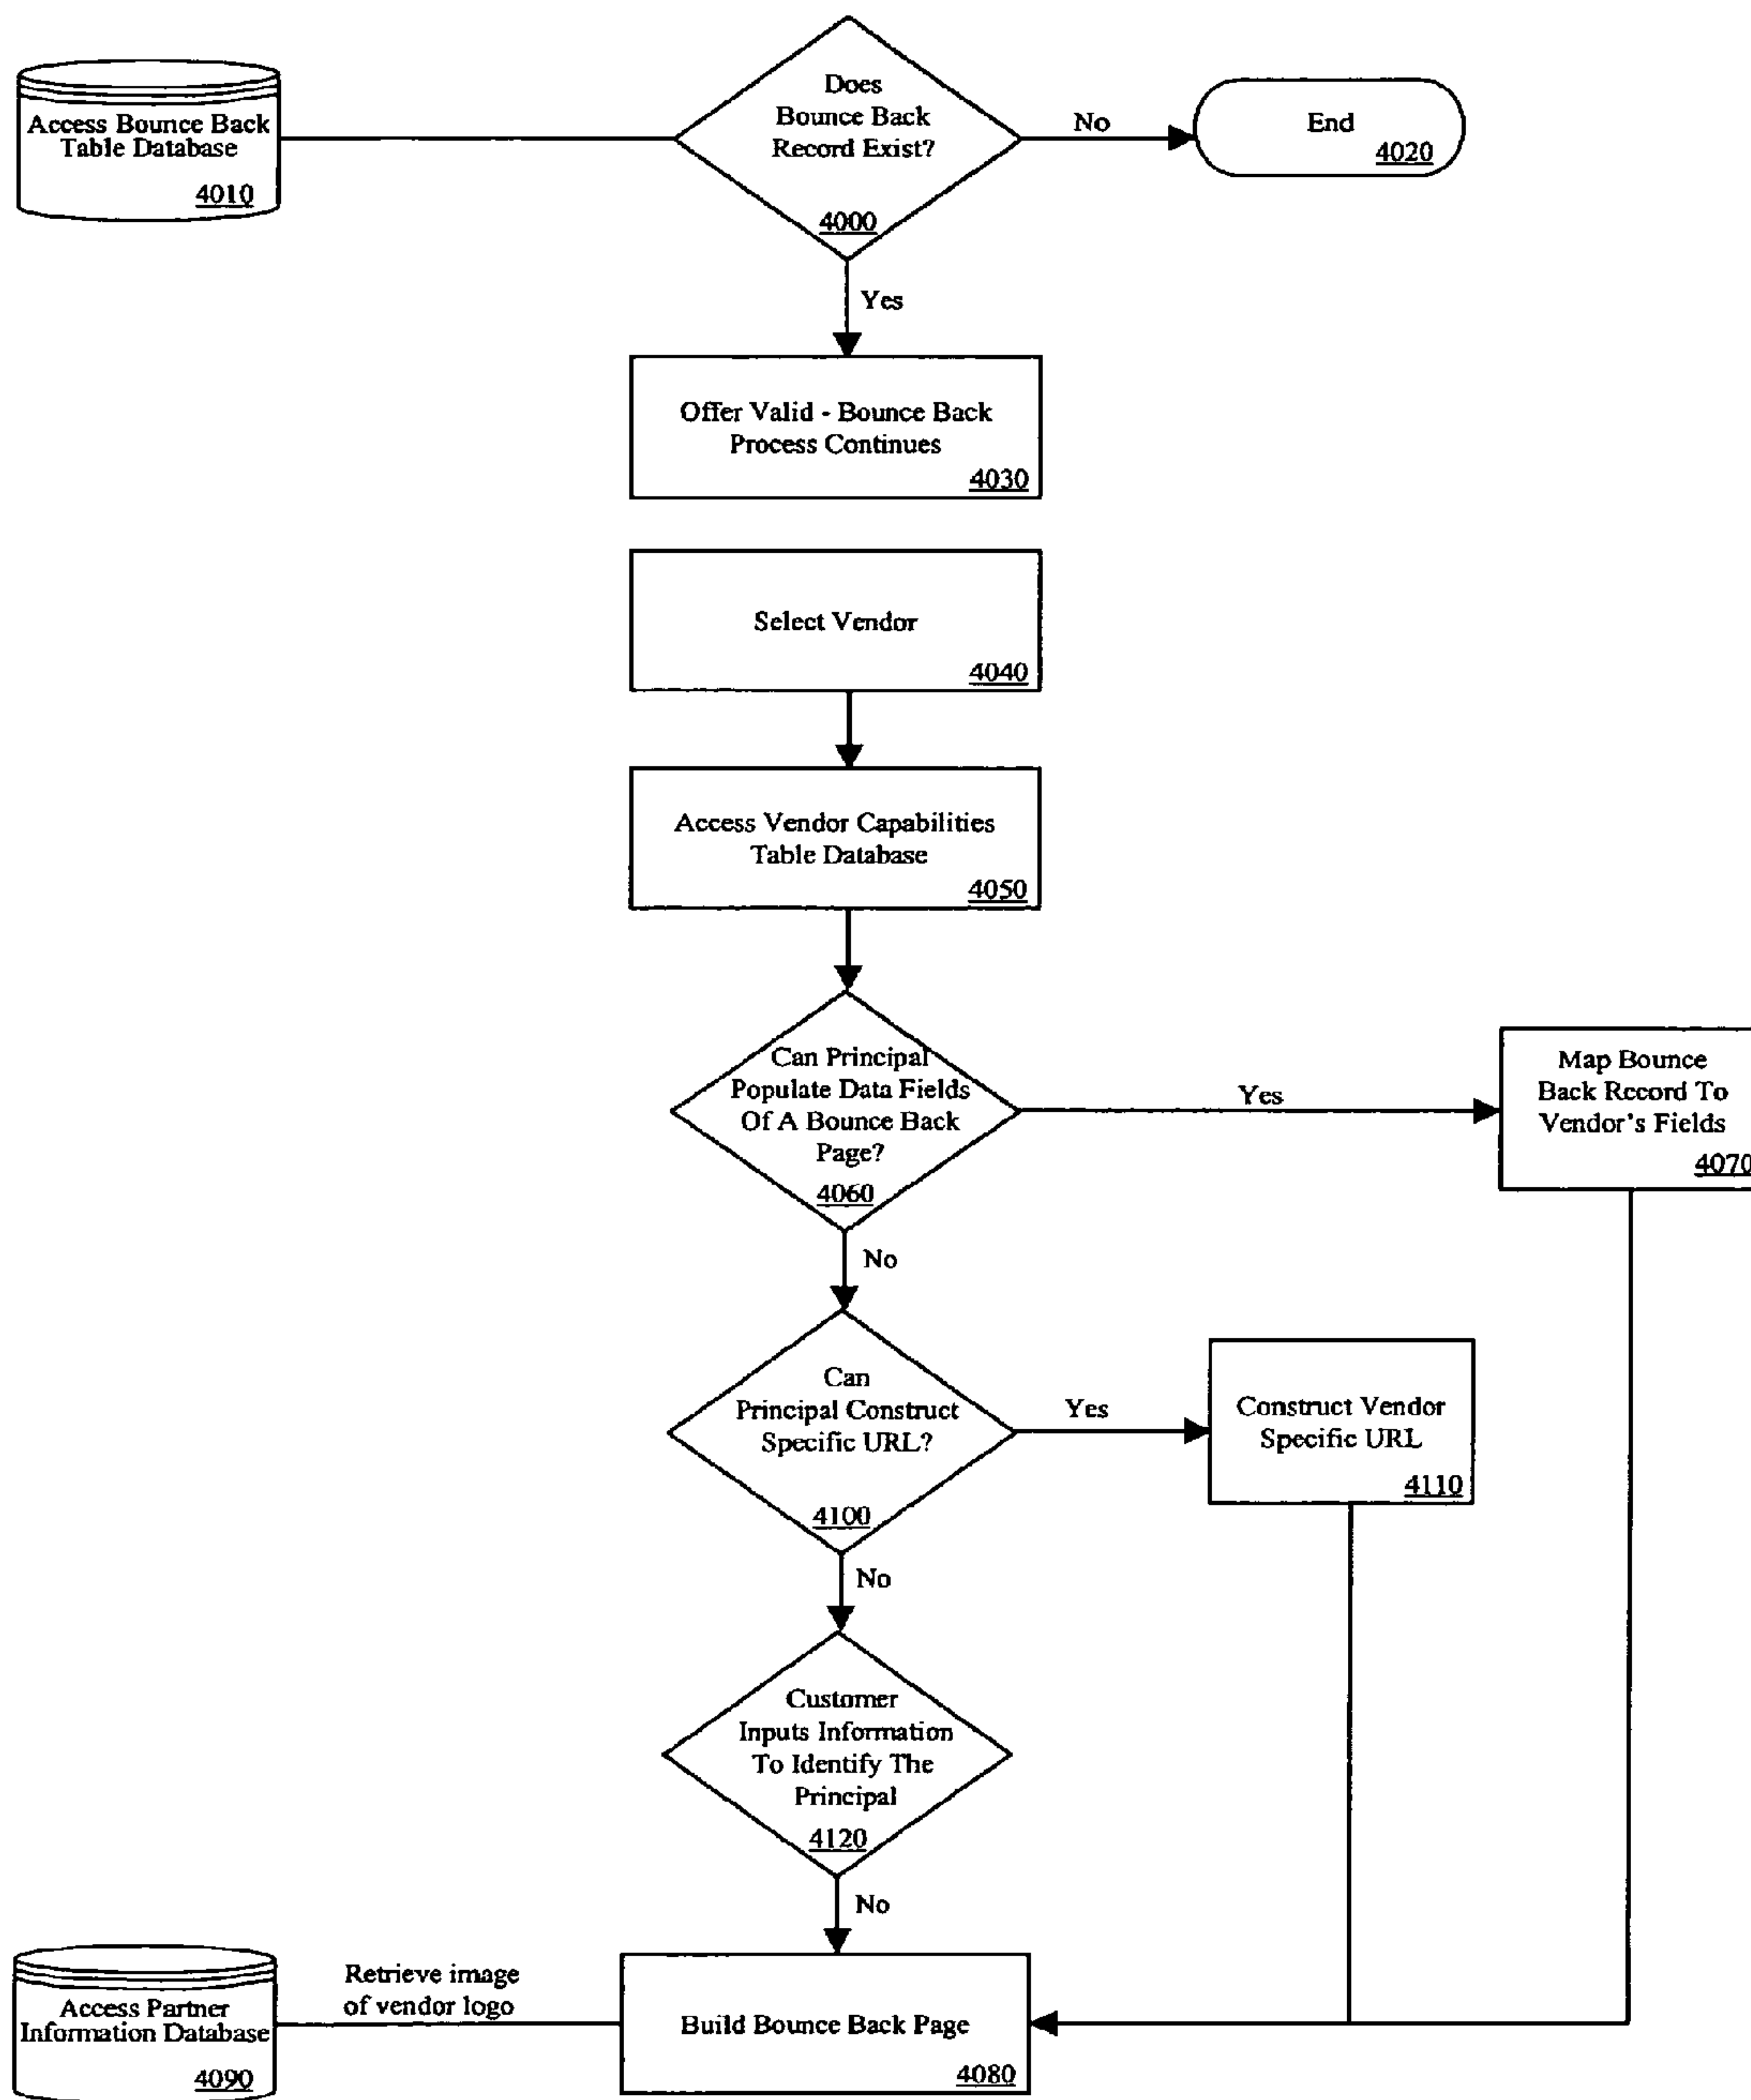 Access Bounce Back
Table Database
4010
Does
Bounce Back
Record Exist?
4000
No
End
4020
Yes
Offer Valid - Bounce Back
Process Continues
4030
Select Vendor
4040
Access Vendor Capabilities
Table Database
4050
Can Principal
Populate Data Fields
Of A Bounce Back
Page?
4060
Yes
Map Bounce
Back Record To
Vendor's Fields
4070
No
Can
Principal Construct
Specific URL?
4100
Yes
Construct Vendor
Specific URL
4110
No
Customer
Inputs Information
To Identify The
Principal
4120
No
Access Partner
Information Database
4090
Retrieve image
of vendor logo
Build Bounce Back Page
4080